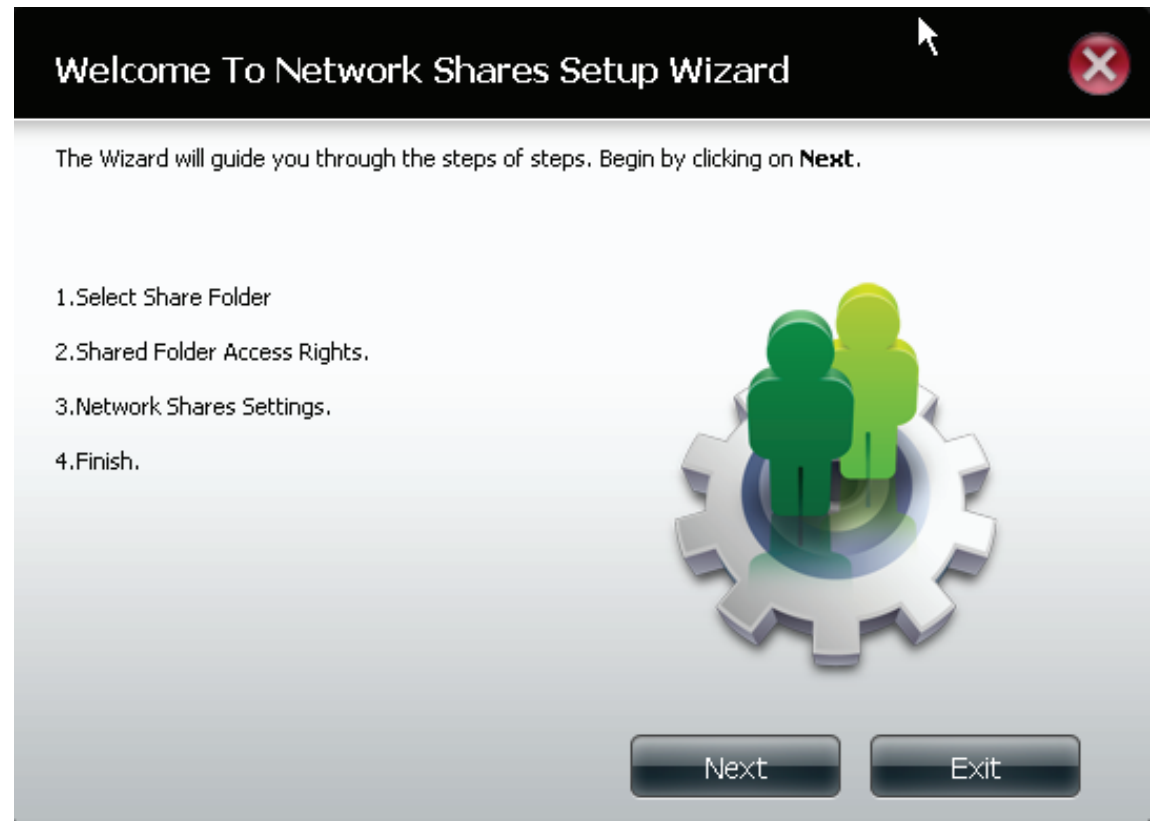 Welcome To Network Shares Setup Wizard
The Wizard will guide you through the steps of steps. Begin by clicking on Next.
1.Select Share Folder
2.Shared Folder Access Rights.
3.Network Shares Settings.
4.Finish.
Next Exit